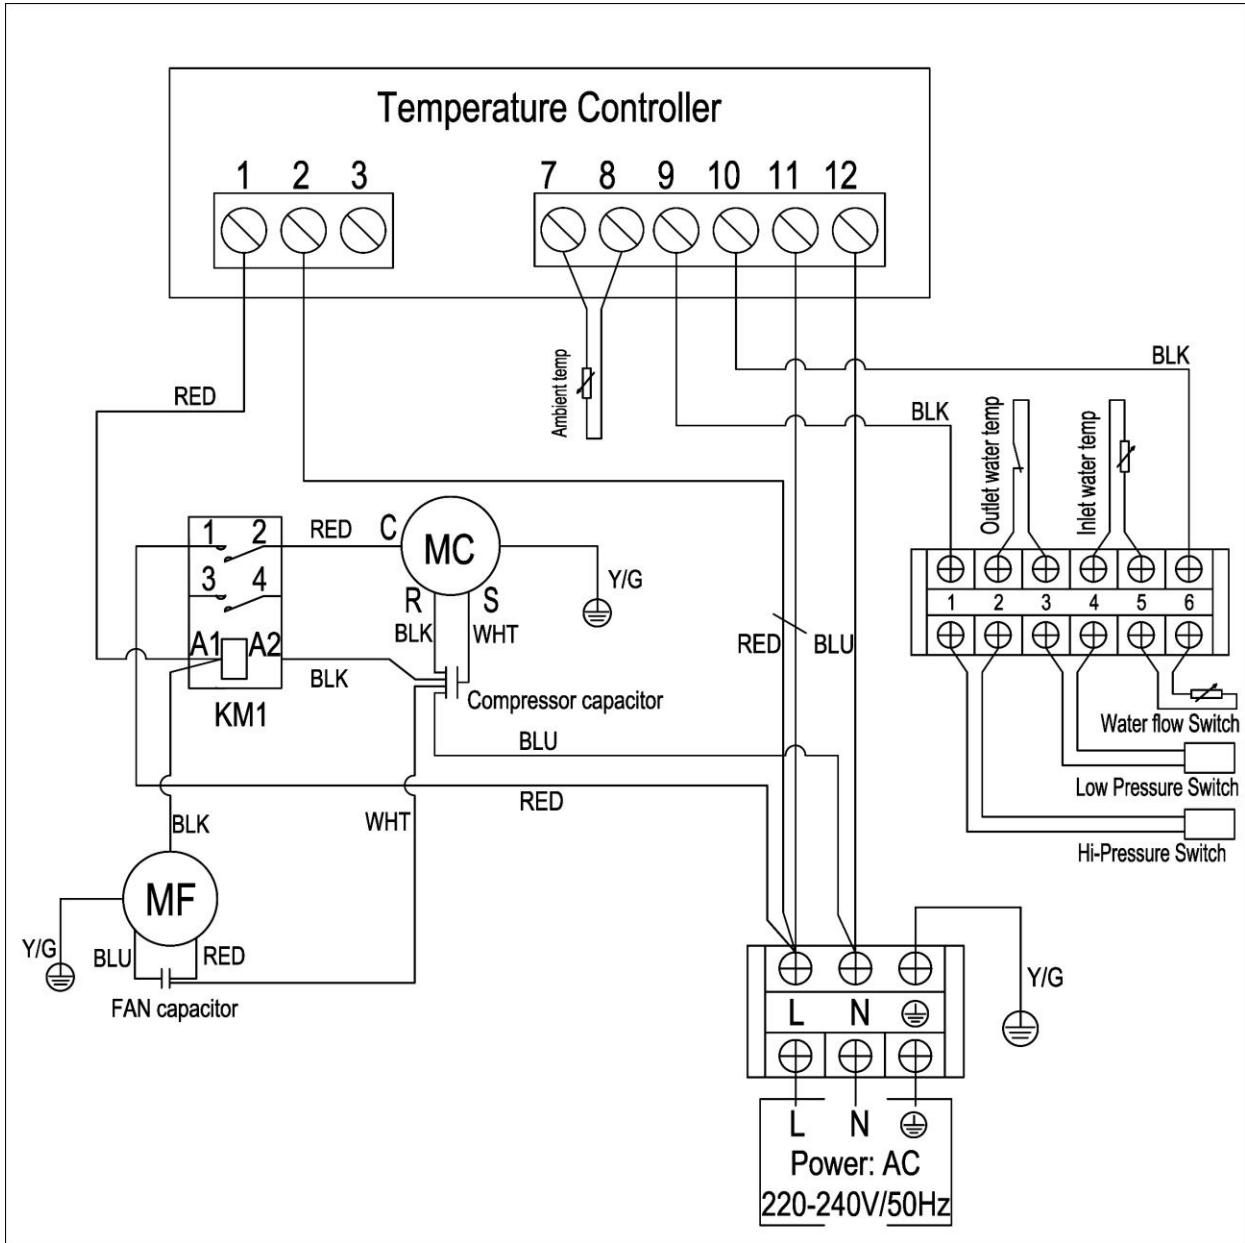 Temperature Controller
1 2 3
7 8 9 10 11 12
RED
Ambient temp
BLK
BLK
Outlet water temp
Inlet water temp
1 2
RED
C
MC
3 4
R
S
Y/G
BLK
WHT
A1 A2
BLK
KM1
Compressor capacitor
RED
BLU
BLU
1 2 3 4 5 6
Water flow Switch
Low Pressure Switch
Hi-Pressure Switch
RED
BLK
WHT
MF
Y/G
BLU
RED
FAN capacitor
L N
Y/G
L N
Power: AC
220-240V/50Hz